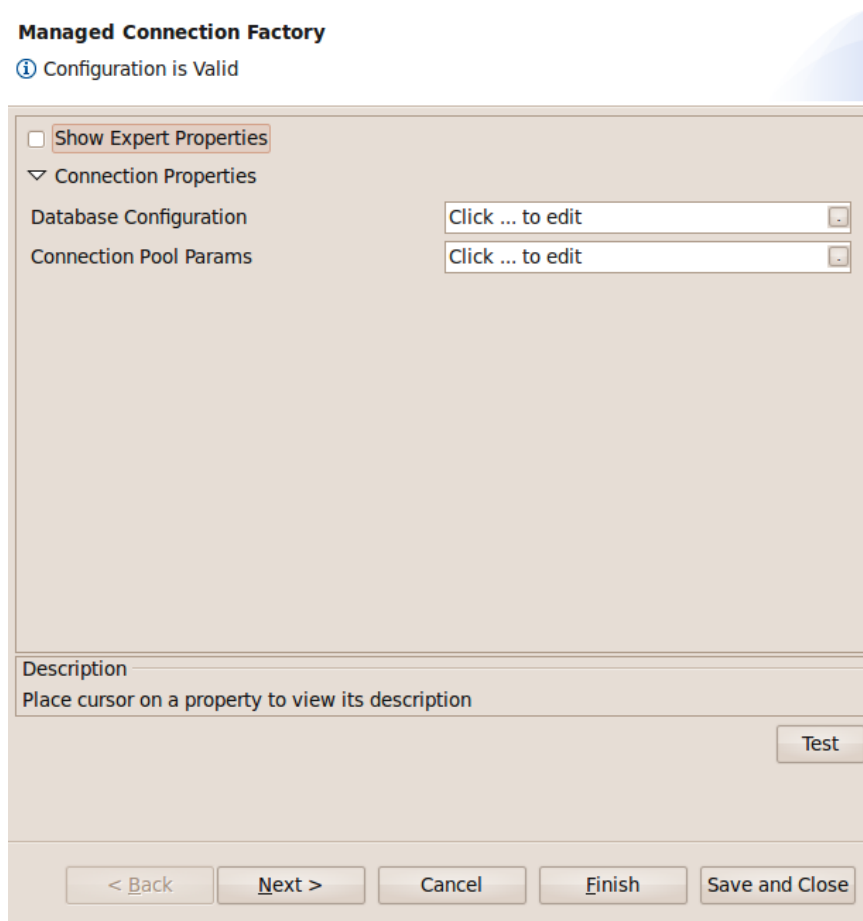 Managed Connection Factory
Configuration is Valid
Show Expert Properties
Connection Properties
Database Configuration Click ... to edit .
Connection Pool Params Click ... to edit .
Description
Place cursor on a property to view its description
Test
< Back Next > Cancel Finish Save and Close